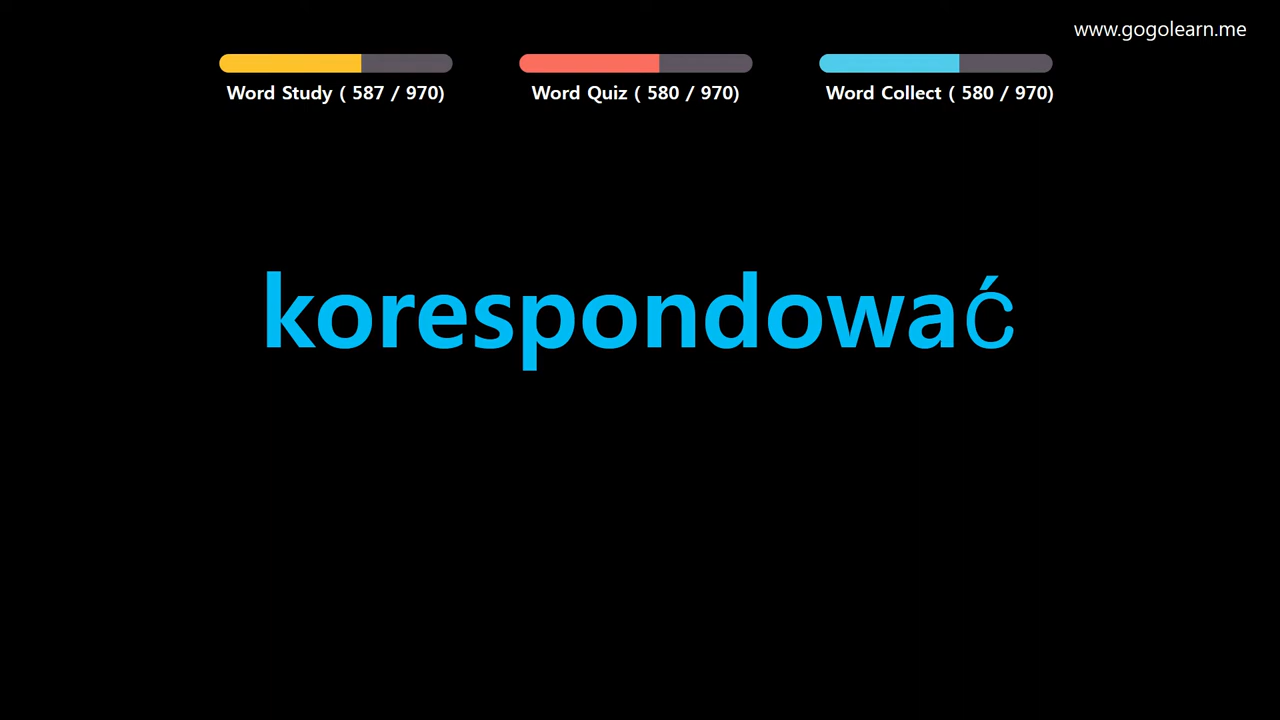 www.gogolearn.me
Word Study ( 587 / 970)
Word Quiz ( 580 / 970)
Word Collect ( 580 / 970)
korespondować